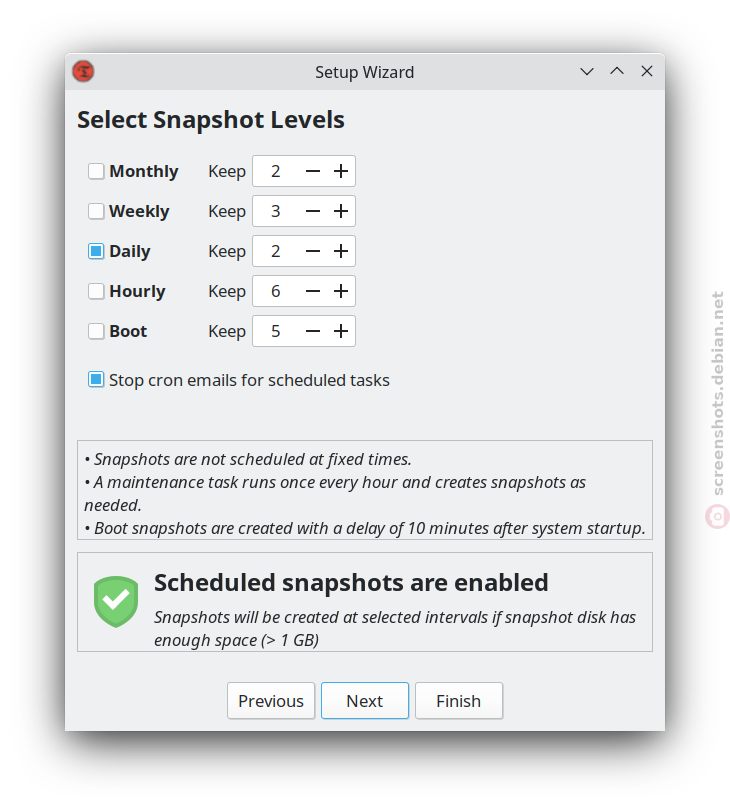 Setup Wizard
Select Snapshot Levels
Monthly Keep 2
Weekly Keep 3
Daily Keep 2
Hourly Keep 6
Boot Keep 5
Stop cron emails for scheduled tasks
• Snapshots are not scheduled at fixed times.
• A maintenance task runs once every hour and creates snapshots as
needed.
• Boot snapshots are created with a delay of 10 minutes after system startup.
Scheduled snapshots are enabled
Snapshots will be created at selected intervals if snapshot disk has
enough space (> 1 GB)
Previous Next Finish
screenshots.debian.net